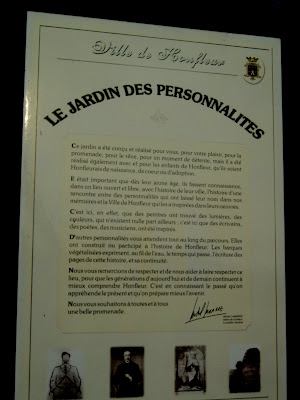 Ville de Honfleur
LE JARDIN DES PERSONNALITES
Ce jardin a été conçu et réalisé pour vous, pour votre plaisir, pour la
promenade, pour le rêve, pour un moment de détente, mais il a été
réalisé également avec et pour les enfants de Honfleur, qu'ils soient
Honfleurais de naissance, de coeur ou d'adoption.
Il était important que dès leur jeune âge, ils fassent connaissance,
dans un lieu ouvert et libre, avec l'histoire de leur ville, l'histoire d'une
rencontre entre des personnalités qui ont laissé leur nom dans nos
mémoires et la Ville de Honfleur qui les a inspirées dans leurs oeuvres.
C'est ici, en effet, que des peintres ont trouvé des lumières, des
couleurs, qui n'existent nulle part ailleurs : c'est ici que des écrivains,
des poètes, des musiciens, ont été inspirés.
D'autres personnalités vous attendent tout au long du parcours. Elles
ont construit ou participé à l'histoire de Honfleur. Les barques
végétalisées expriment, au fil de l'eau, le temps qui passe, l'écriture des
pages de cette histoire, et sa continuité.
Nous vous remercions de respecter et de nous aider à faire respecter ce
lieu, pour que les générations d'aujourd'hui et de demain continuent à
mieux comprendre Honfleur. C'est en connaissant le passé qu'on
appréhende le présent et qu'on prépare mieux l'avenir.
Nous vous souhaitons à toutes et à tous
une belle promenade.